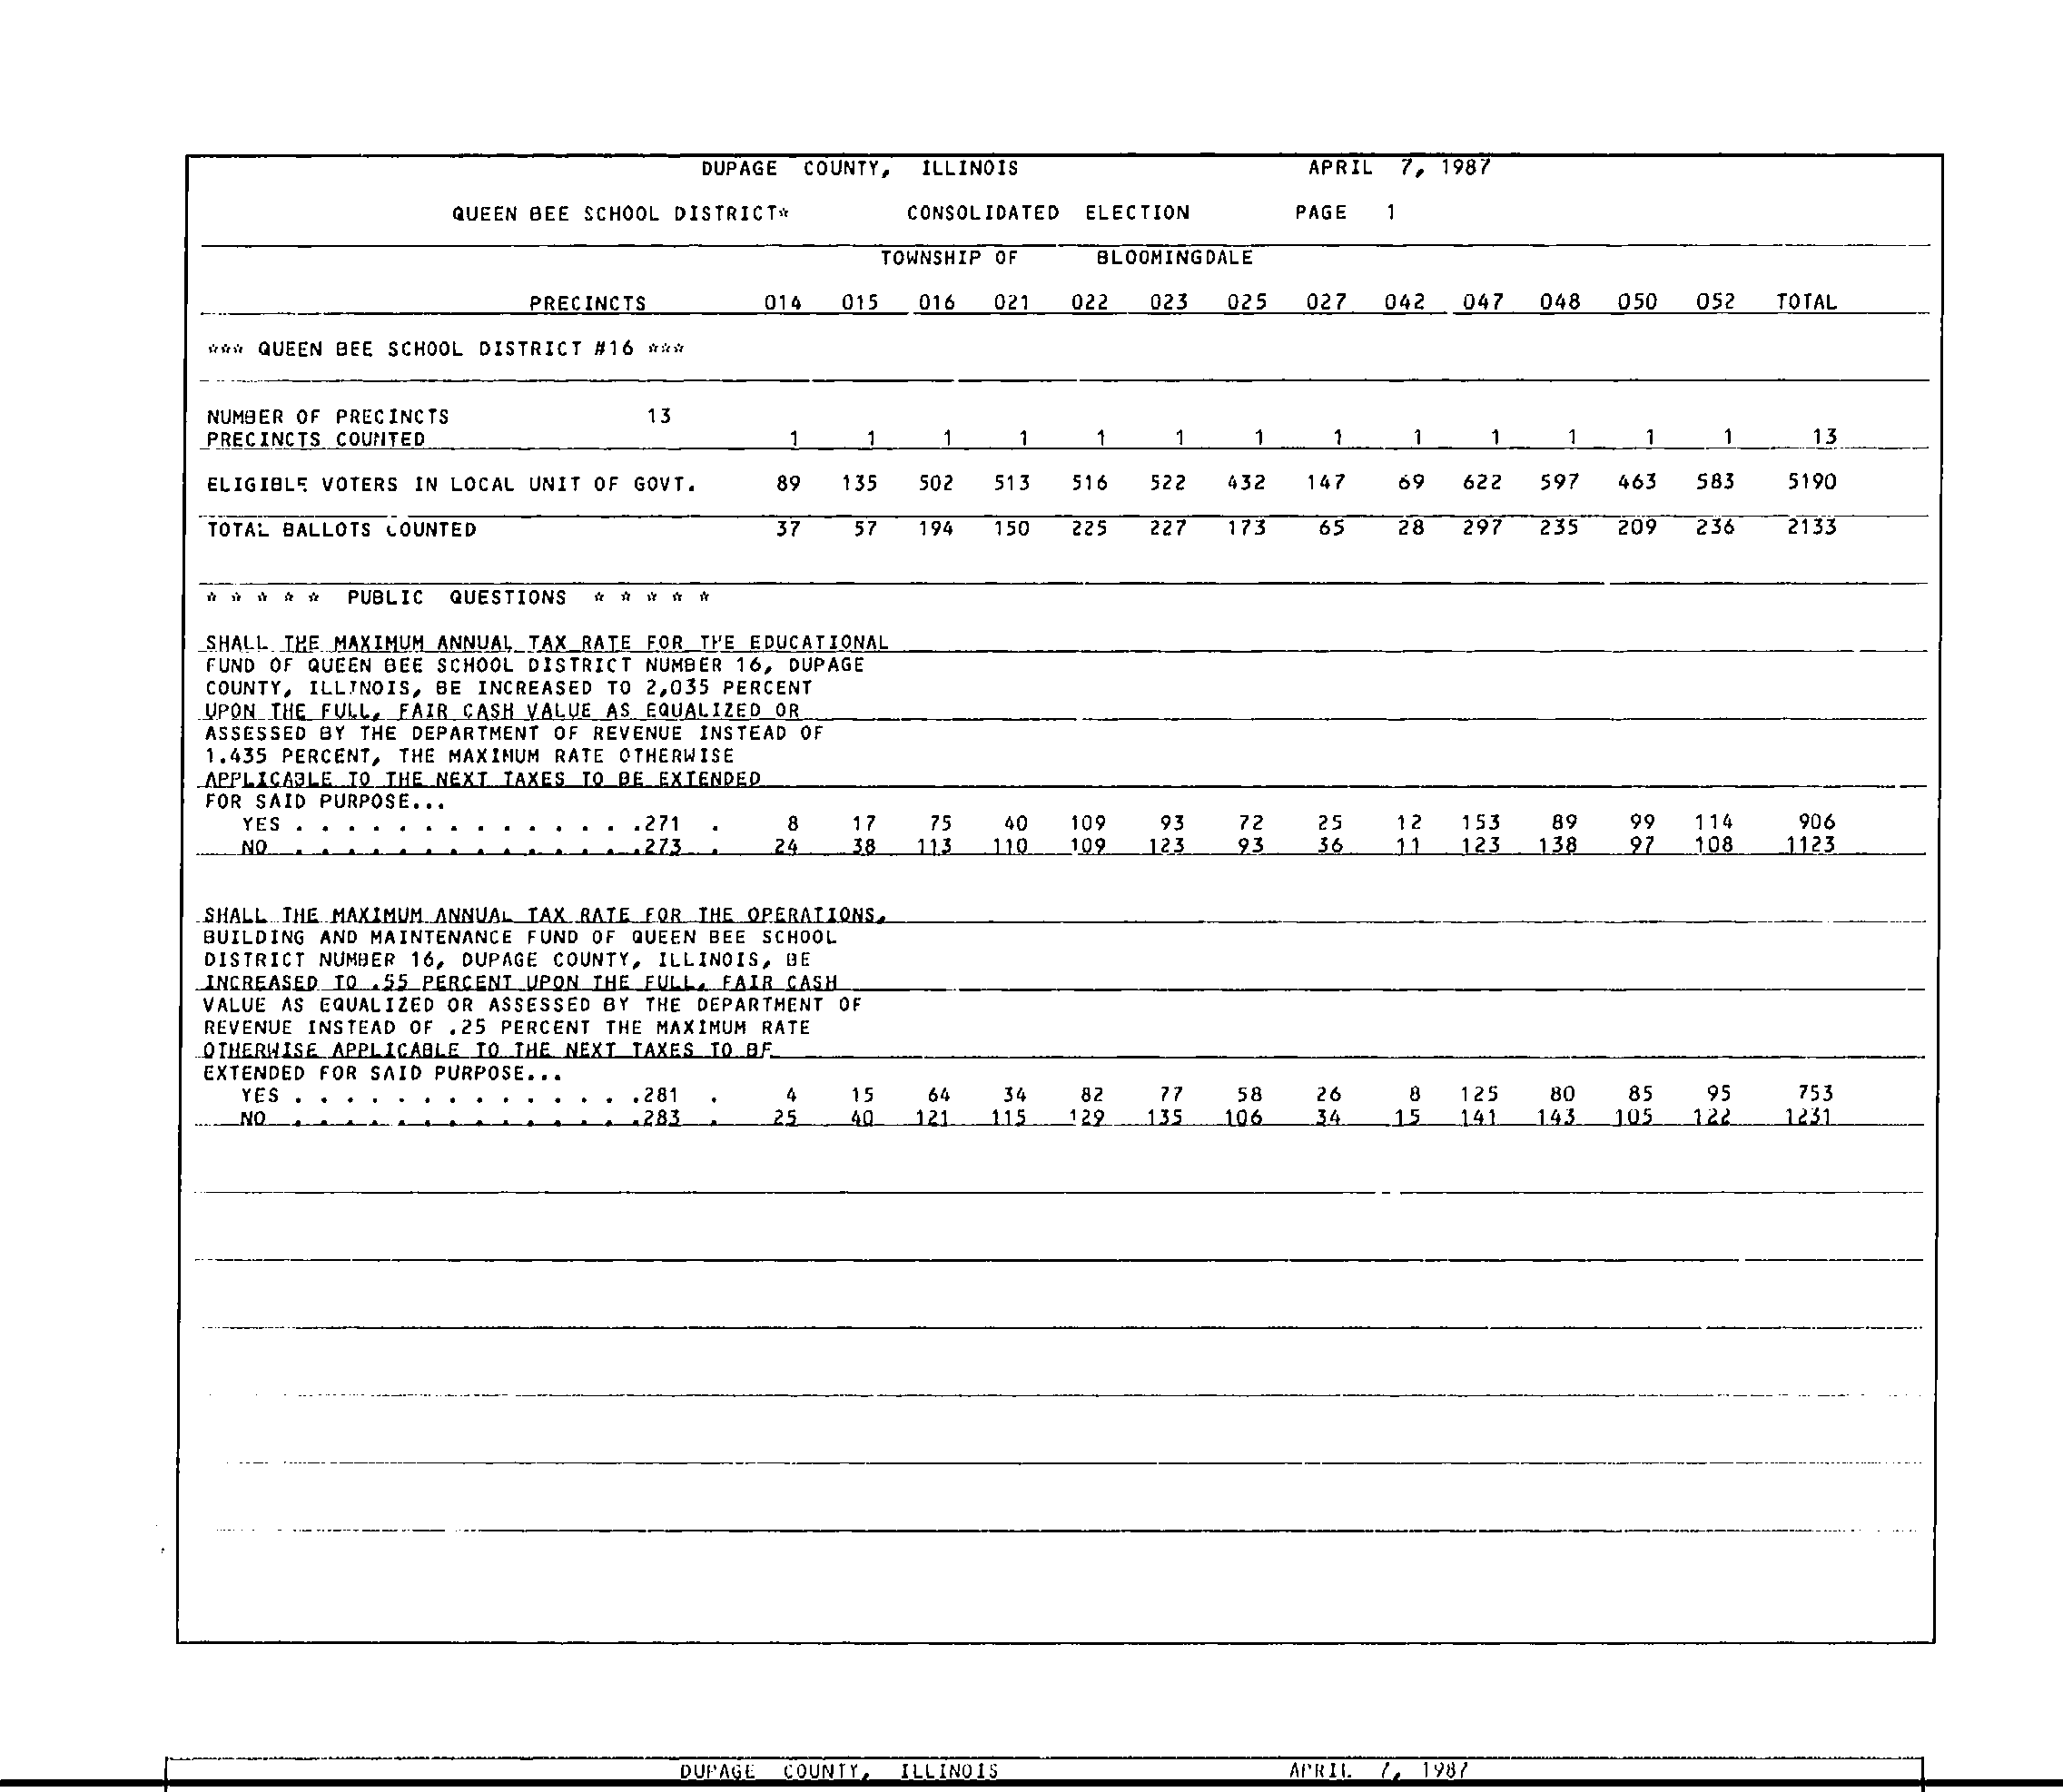 DUPAGE COUNTY, ILLINOIS APRIL 7, 1987
QUEEN BEE SCHOOL DISTRICT* CONSOLIDATED ELECTION PAGE 1
TOWNSHIP OF BLOOMINGDALE
PRECINCTS 014 015 016 021 022 023 025 027 042 047 048 050 052 TOTAL
*** QUEEN BEE SCHOOL DISTRICT #16 ***
NUMBER OF PRECINCTS 13
PRECINCTS COUNTED 1 1 1 1 1 1 1 1 1 1 1 1 1 13
ELIGIBLE VOTERS IN LOCAL UNIT OF GOVT. 89 135 502 513 516 522 432 147 69 622 597 463 583 5190
TOTAL BALLOTS COUNTED 37 57 194 150 225 227 173 65 28 297 235 209 236 2133
* * * * * PUBLIC QUESTIONS * * * * *
SHALL THE MAXIMUM ANNUAL TAX RATE FOR THE EDUCATIONAL
FUND OF QUEEN BEE SCHOOL DISTRICT NUMBER 16, DUPAGE
COUNTY, ILLINOIS, BE INCREASED TO 2,035 PERCENT
UPON THE FULL, FAIR CASH VALUE AS EQUALIZED OR
ASSESSED BY THE DEPARTMENT OF REVENUE INSTEAD OF
1.435 PERCENT, THE MAXIMUM RATE OTHERWISE
APPLICABLE TO THE NEXT TAXES TO BE EXTENDED
FOR SAID PURPOSE...
YES . . . . . . . . . . . . . .271 . 8 17 75 40 109 93 72 25 12 153 89 99 114 906
NO . . . . . . . . . . . . . .273 . 24 38 113 110 109 123 93 36 11 123 138 97 108 1123
SHALL THE MAXIMUM ANNUAL TAX RATE FOR THE OPERATIONS,
BUILDING AND MAINTENANCE FUND OF QUEEN BEE SCHOOL
DISTRICT NUMBER 16, DUPAGE COUNTY, ILLINOIS, BE
INCREASED TO .55 PERCENT UPON THE FULL, FAIR CASH
VALUE AS EQUALIZED OR ASSESSED BY THE DEPARTMENT OF
REVENUE INSTEAD OF .25 PERCENT THE MAXIMUM RATE
OTHERWISE APPLICABLE TO THE NEXT TAXES TO BE
EXTENDED FOR SAID PURPOSE...
YES . . . . . . . . . . . . . .281 . 4 15 64 34 82 77 58 26 8 125 80 85 95 753
NO . . . . . . . . . . . . . .283 . 25 40 121 115 129 135 106 34 15 141 143 105 122 1231
DUPAGE COUNTY, ILLINOIS APRIL 7, 1987